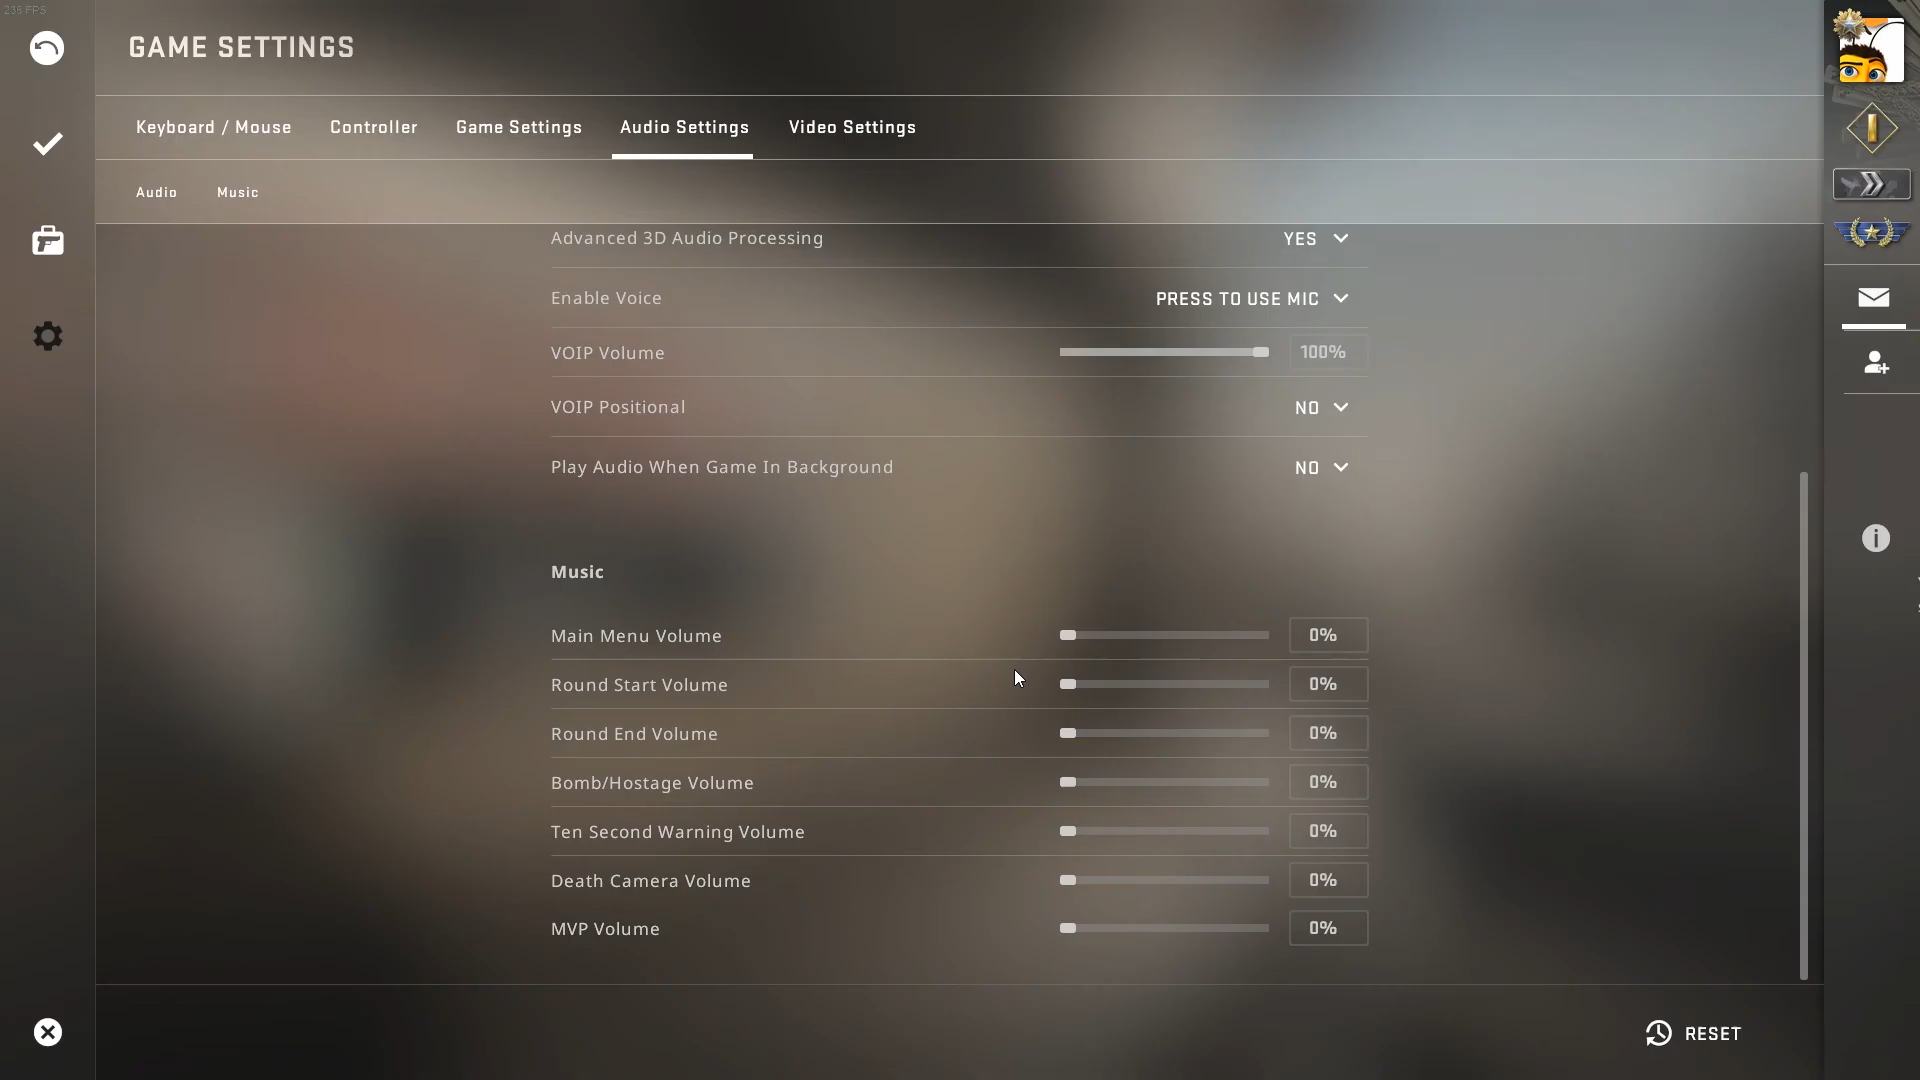 236 FPS
GAME SETTINGS
Keyboard / Mouse Controller Game Settings Audio Settings Video Settings
Audio Music
Advanced 3D Audio Processing YES
Enable Voice PRESS TO USE MIC
VOIP Volume 100%
VOIP Positional NO
Play Audio When Game In Background NO
Music
Main Menu Volume 0%
Round Start Volume 0%
Round End Volume 0%
Bomb/Hostage Volume 0%
Ten Second Warning Volume 0%
Death Camera Volume 0%
MVP Volume 0%
RESET